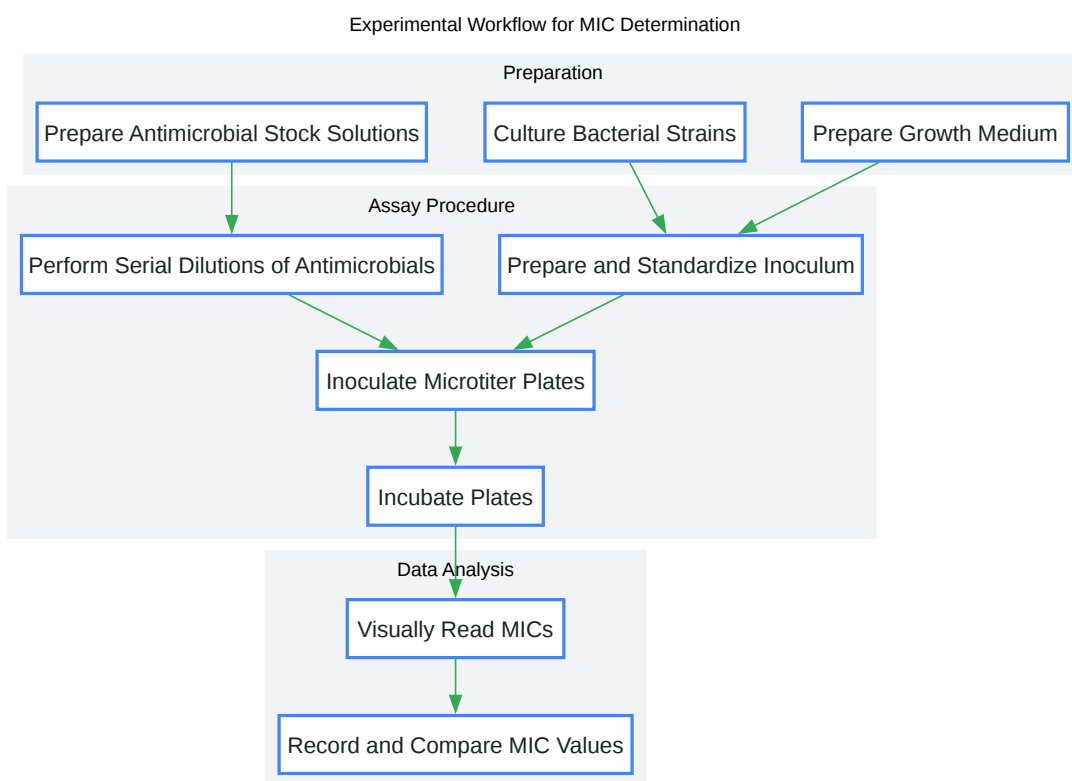 Experimental Workflow for MIC Determination
Preparation
Prepare Antimicrobial Stock Solutions
Culture Bacterial Strains
Prepare Growth Medium
Assay Procedure
Perform Serial Dilutions of Antimicrobials
Prepare and Standardize Inoculum
Inoculate Microtiter Plates
Incubate Plates
Data Analysis
Visually Read MICs
Record and Compare MIC Values